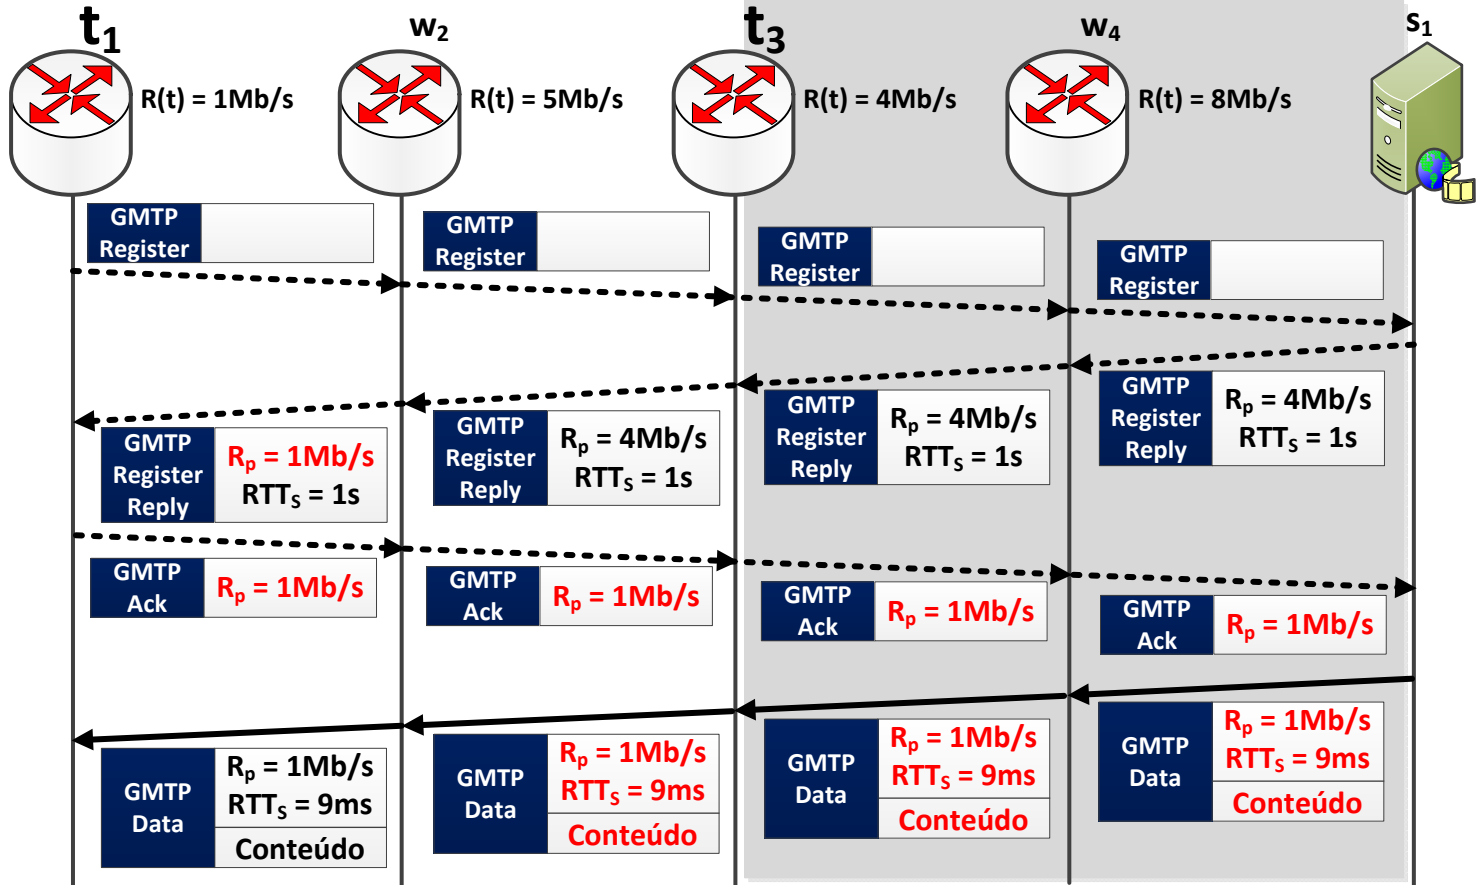 t₁
w₂
t₃
w₄
s₁
R(t) = 1Mb/s
R(t) = 5Mb/s
R(t) = 4Mb/s
R(t) = 8Mb/s
GMTP
Register
GMTP
Register
GMTP
Register
GMTP
Register
GMTP
Register
Reply
Rₚ = 1Mb/s
RTTₛ = 1s
GMTP
Register
Reply
Rₚ = 4Mb/s
RTTₛ = 1s
GMTP
Register
Reply
Rₚ = 4Mb/s
RTTₛ = 1s
GMTP
Register
Reply
Rₚ = 4Mb/s
RTTₛ = 1s
GMTP
Ack
Rₚ = 1Mb/s
GMTP
Ack
Rₚ = 1Mb/s
GMTP
Ack
Rₚ = 1Mb/s
GMTP
Ack
Rₚ = 1Mb/s
GMTP
Data
Rₚ = 1Mb/s
RTTₛ = 9ms
Conteúdo
GMTP
Data
Rₚ = 1Mb/s
RTTₛ = 9ms
Conteúdo
GMTP
Data
Rₚ = 1Mb/s
RTTₛ = 9ms
Conteúdo
GMTP
Data
Rₚ = 1Mb/s
RTTₛ = 9ms
Conteúdo